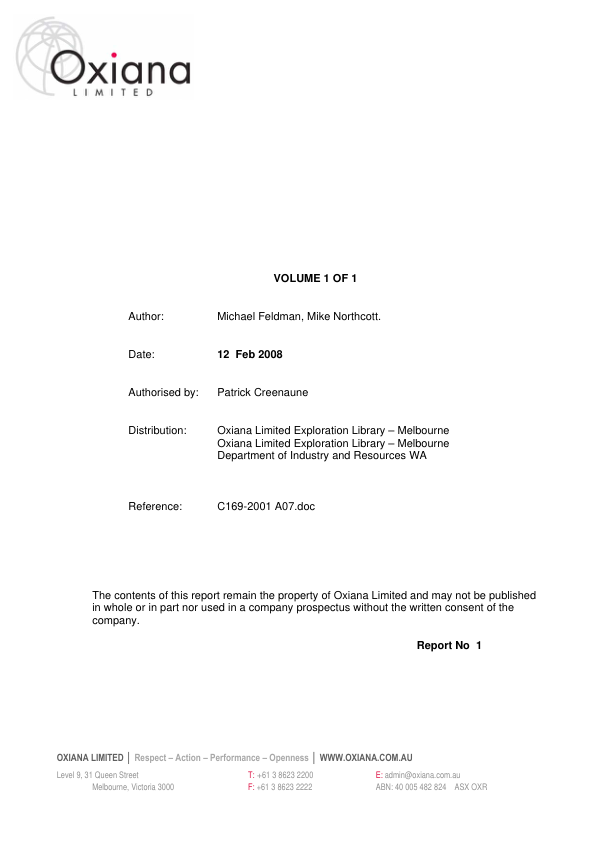 Oxiana
LIMITED
VOLUME 1 OF 1
Author: Michael Feldman, Mike Northcott.
Date: 12 Feb 2008
Authorised by: Patrick Creenaune
Distribution: Oxiana Limited Exploration Library – Melbourne
Oxiana Limited Exploration Library – Melbourne
Department of Industry and Resources WA
Reference: C169-2001 A07.doc
The contents of this report remain the property of Oxiana Limited and may not be published
in whole or in part nor used in a company prospectus without the written consent of the
company.
Report No 1
OXIANA LIMITED | Respect – Action – Performance – Openness | WWW.OXIANA.COM.AU
Level 9, 31 Queen Street T: +61 3 8623 2200 E: admin@oxiana.com.au
Melbourne, Victoria 3000 F: +61 3 8623 2222 ABN: 40 005 482 824 ASX OXR